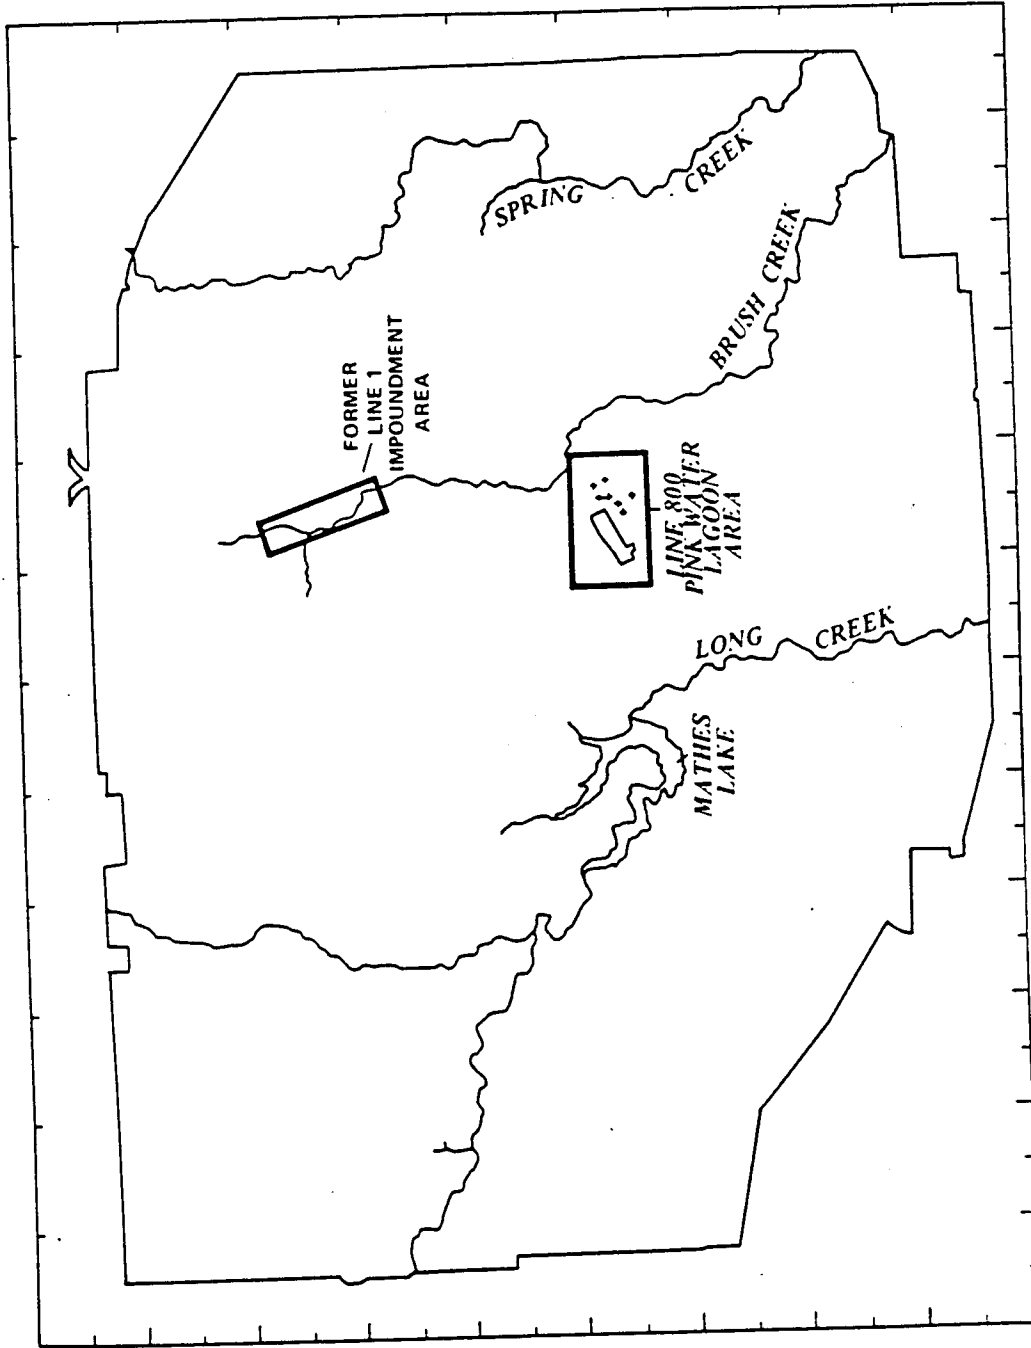 SPRING
CREEK
BRUSH CREEK
FORMER
LINE 1
IMPOUNDMENT
AREA
LINE 800
PINK WATER
LAGOON
AREA
LONG
CREEK
MATHES
LAKE